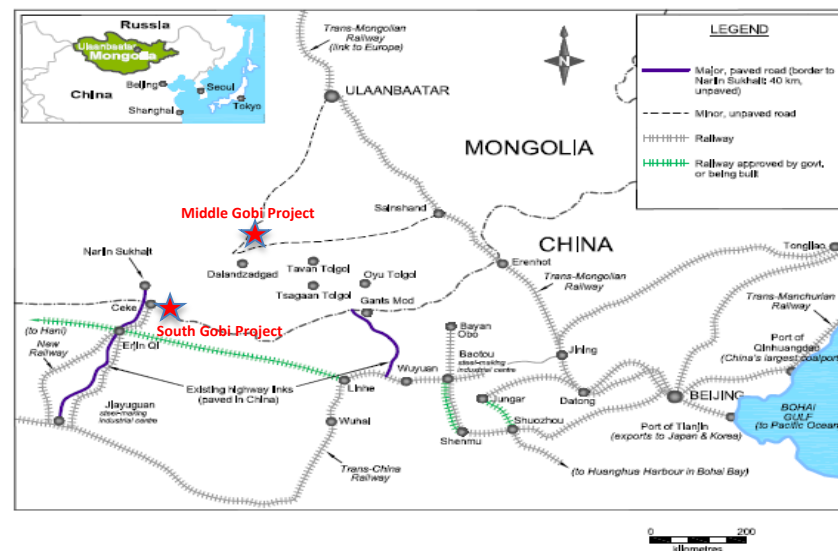 Russia
Ulaanbaatar
Mongolia
Beijing
Seoul
China
Tokyo
Shanghai
Trans-Mongolian
Railway
(link to Europe)
N
LEGEND
Major, paved road (border to
Nariin Sukhait: 40 km,
unpaved)
Minor, unpaved road
Railway
Railway approved by govt.
or being built
ULAANBAATAR
MONGOLIA
Middle Gobi Project
Sainshand
CHINA
Nariin Sukhait
Dalandzadgad
Tavan Tolgoi
Oyu Tolgoi
Tsagaan Tolgoi
Gants Mod
Erenhot
Tongliao
Trans-Mongolian
Railway
Trans-Manchurian
Railway
Ceke
South Gobi Project
(to Hami)
New
Railway
Erjin Qi
Bayan
Obo
Baotou
steel-making
industrial centre
Jining
Port of
Qinhuangdao
(China's largest coal port)
Existing highway links
(paved in China)
Linhe
Wuyuan
Jiayuguan
steel-making
industrial centre
Wuhai
Jungar
Shuozhou
Datong
BEIJING
BOHAI
GULF
(to Pacific Ocean)
Port of Tianjin
(exports to Japan & Korea)
Shenmu
Trans-China
Railway
(to Huanghua Harbour in Bohai Bay)
0 200
kilometres